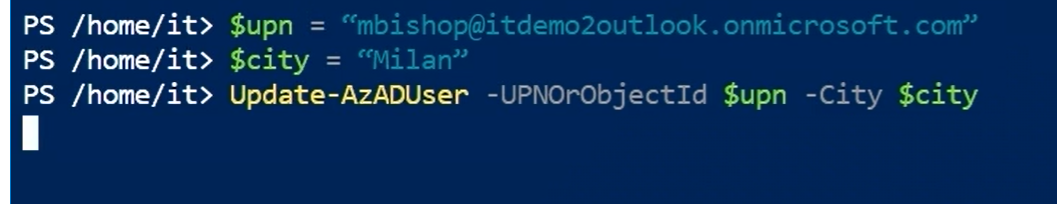 PS /home/it> $upn = “mbishop@itdemo2outlook.onmicrosoft.com”
PS /home/it> $city = “Milan”
PS /home/it> Update-AzADUser -UPNOrObjectId $upn -City $city